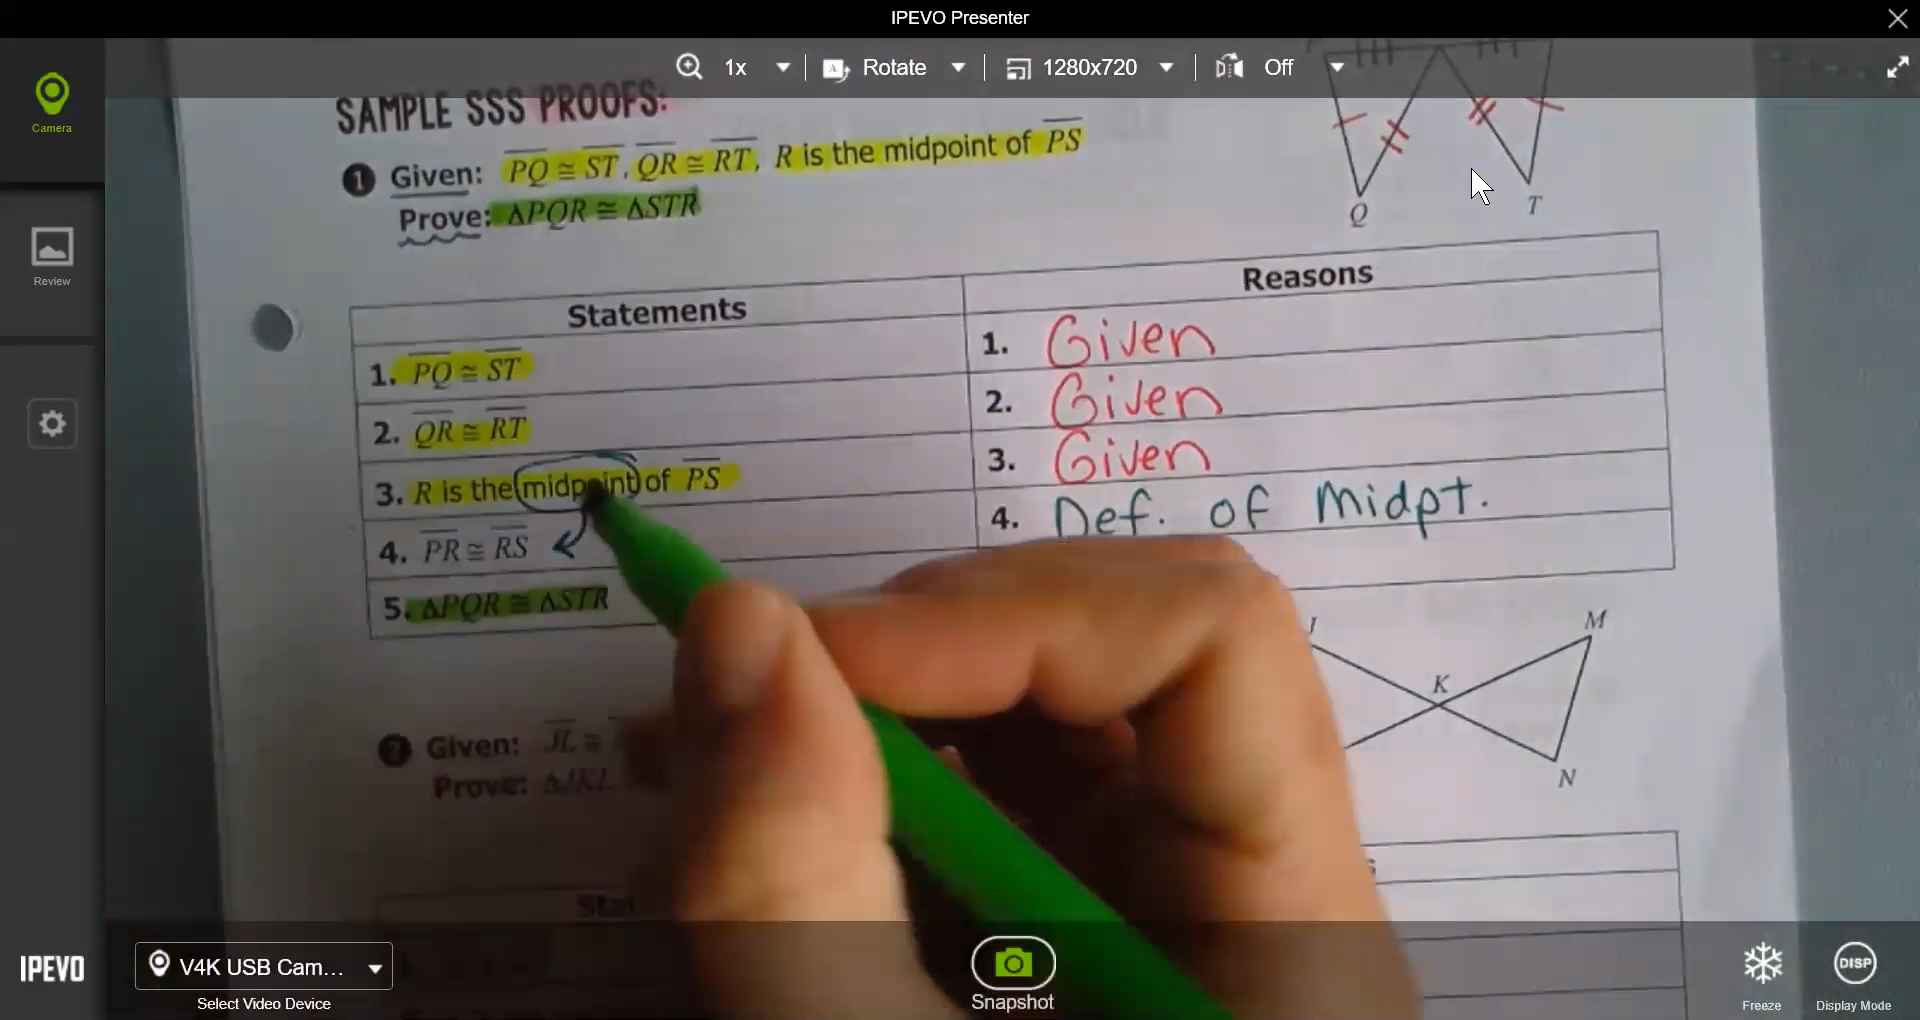 IPEVO Presenter
1x Rotate 1280x720 Off
Camera
SAMPLE SSS PROOFS:
1 Given: PQ ≅ ST, QR ≅ RT, R is the midpoint of PS
Prove: ΔPQR ≅ ΔSTR
Q T
Review
Statements Reasons
1. PQ ≅ ST 1. Given
2. QR ≅ RT 2. Given
3. R is the midpoint of PS 3. Given
4. PR ≅ RS 4. Def. of Midpt.
5. ΔPQR ≅ ΔSTR
J M
K
N
2 Given: JL ≅
Prove: ΔJKL
IPEVO
V4K USB Cam...
Select Video Device
Snapshot
Freeze
DISP
Display Mode